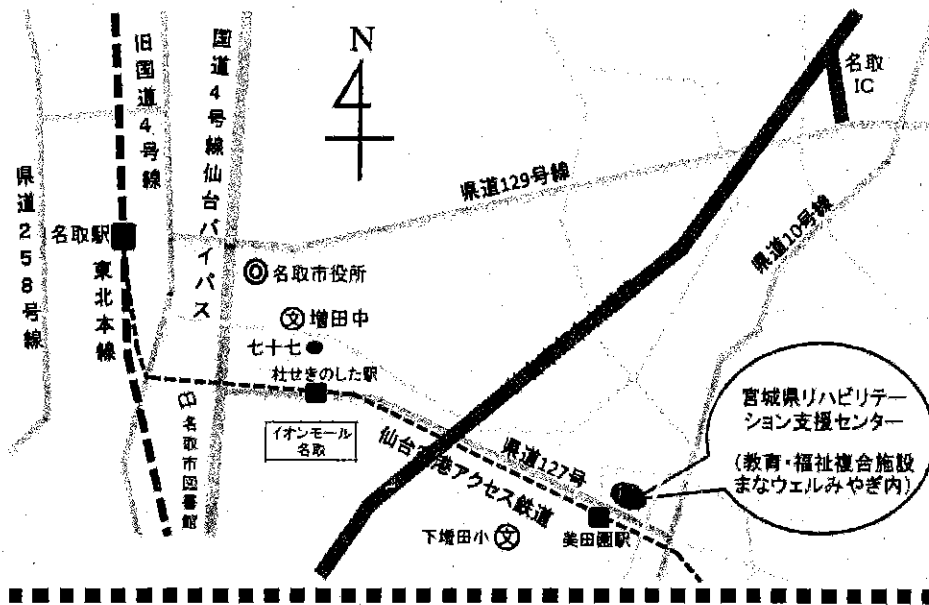 N
名取
IC
旧国道4号線
国道4号線仙台バイパス
県道258号線
県道129号線
県道10号線
名取駅
東北本線
名取市役所
文 増田中
七十七
杜せきのした駅
イオンモール
名取
名取市図書館
仙台空港アクセス鉄道
県道127号
下増田小 文
美田園駅
宮城県リハビリテー
ション支援センター
(教育・福祉複合施設
まなウェルみやぎ内)